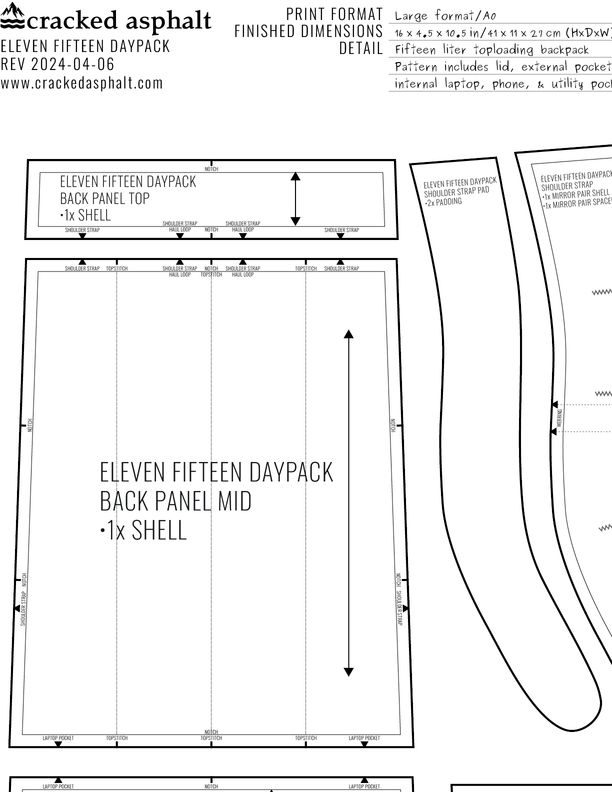 cracked asphalt
ELEVEN FIFTEEN DAYPACK
REV 2024-04-06
www.crackedasphalt.com
PRINT FORMAT Large format/A0
FINISHED DIMENSIONS 16 x 4.5 x 10.5 in/41 x 11 x 27 cm (HxDxW)
DETAIL Fifteen liter toploading backpack
Pattern includes lid, external pocket
internal laptop, phone, & utility poc
NOTCH
ELEVEN FIFTEEN DAYPACK
BACK PANEL TOP
•1x SHELL
SHOULDER STRAP SHOULDER STRAP HAUL LOOP NOTCH SHOULDER STRAP HAUL LOOP SHOULDER STRAP
ELEVEN FIFTEEN DAYPACK
SHOULDER STRAP PAD
•2x PADDING
ELEVEN FIFTEEN DAYPACK
SHOULDER STRAP
•1x MIRROR PAIR SHELL
•1x MIRROR PAIR SPACE
WEBBING
SHOULDER STRAP TOPSTITCH SHOULDER STRAP NOTCH SHOULDER STRAP TOPSTITCH SHOULDER STRAP
HAUL LOOP TOPSTITCH HAUL LOOP
NOTCH
NOTCH
ELEVEN FIFTEEN DAYPACK
BACK PANEL MID
•1x SHELL
NOTCH
SHOULDER STRAP
NOTCH
SHOULDER STRAP
NOTCH
LAPTOP POCKET TOPSTITCH TOPSTITCH TOPSTITCH LAPTOP POCKET
LAPTOP POCKET NOTCH LAPTOP POCKET